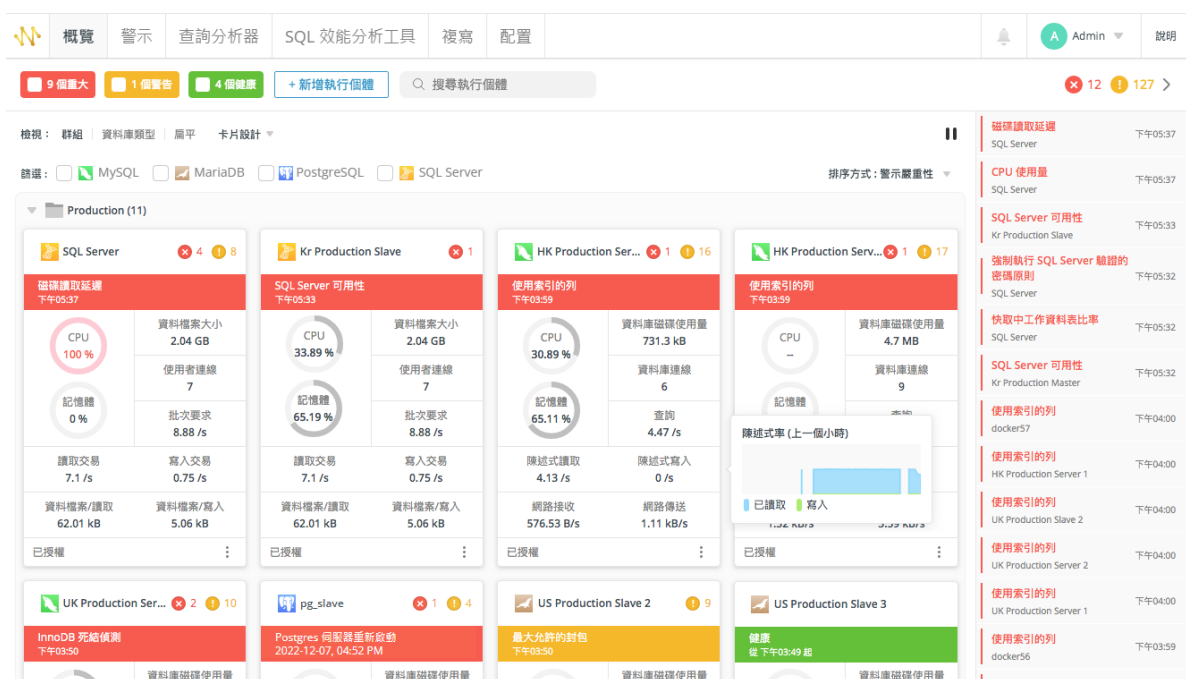 概覽
警示
查詢分析器
SQL 效能分析工具
複寫
配置
A
Admin
說明
9 個重大
1 個警告
4 個健康
+ 新增執行個體
搜尋執行個體
12
127
檢視：
群組
資料庫類型
扁平
卡片設計
篩選：
MySQL
MariaDB
PostgreSQL
SQL Server
排序方式 : 警示嚴重性
Production (11)
SQL Server
4
8
磁碟讀取延遲
下午05:37
CPU
100 %
資料檔案大小
2.04 GB
使用者連線
7
記憶體
0 %
批次要求
8.88 /s
讀取交易
7.1 /s
寫入交易
0.75 /s
資料檔案/讀取
62.01 kB
資料檔案/寫入
5.06 kB
已授權
Kr Production Slave
1
SQL Server 可用性
下午05:33
CPU
33.89 %
資料檔案大小
2.04 GB
使用者連線
7
記憶體
65.19 %
批次要求
8.88 /s
讀取交易
7.1 /s
寫入交易
0.75 /s
資料檔案/讀取
62.01 kB
資料檔案/寫入
5.06 kB
已授權
HK Production Ser...
1
16
使用索引的列
下午03:59
CPU
30.89 %
資料庫磁碟使用量
731.3 kB
資料庫連線
6
記憶體
65.11 %
查詢
4.47 /s
陳述式讀取
4.13 /s
陳述式寫入
0 /s
網路接收
576.53 B/s
網路傳送
1.11 kB/s
已授權
HK Production Serv...
1
17
使用索引的列
下午03:59
CPU
--
資料庫磁碟使用量
4.7 MB
資料庫連線
9
記憶體
查詢
陳述式率 (上一個小時)
已讀取
寫入
1.52 KB/s
3.59 KB/s
已授權
UK Production Ser...
2
10
InnoDB 死結偵測
下午03:50
資料庫磁碟使用量
pg_slave
1
4
Postgres 伺服器重新啟動
2022-12-07, 04:52 PM
資料庫磁碟使用量
US Production Slave 2
9
最大允許的封包
下午03:50
資料庫磁碟使用量
US Production Slave 3
健康
從 下午03:49 起
資料庫磁碟使用量
磁碟讀取延遲
SQL Server
下午05:37
CPU 使用量
SQL Server
下午05:37
SQL Server 可用性
Kr Production Slave
下午05:33
強制執行 SQL Server 驗證的
密碼原則
SQL Server
下午05:32
快取中工作資料表比率
SQL Server
下午05:32
SQL Server 可用性
Kr Production Master
下午05:32
使用索引的列
docker57
下午04:00
使用索引的列
HK Production Server 1
下午04:00
使用索引的列
UK Production Slave 2
下午04:00
使用索引的列
UK Production Server 2
下午04:00
使用索引的列
UK Production Server 1
下午04:00
使用索引的列
docker56
下午03:59